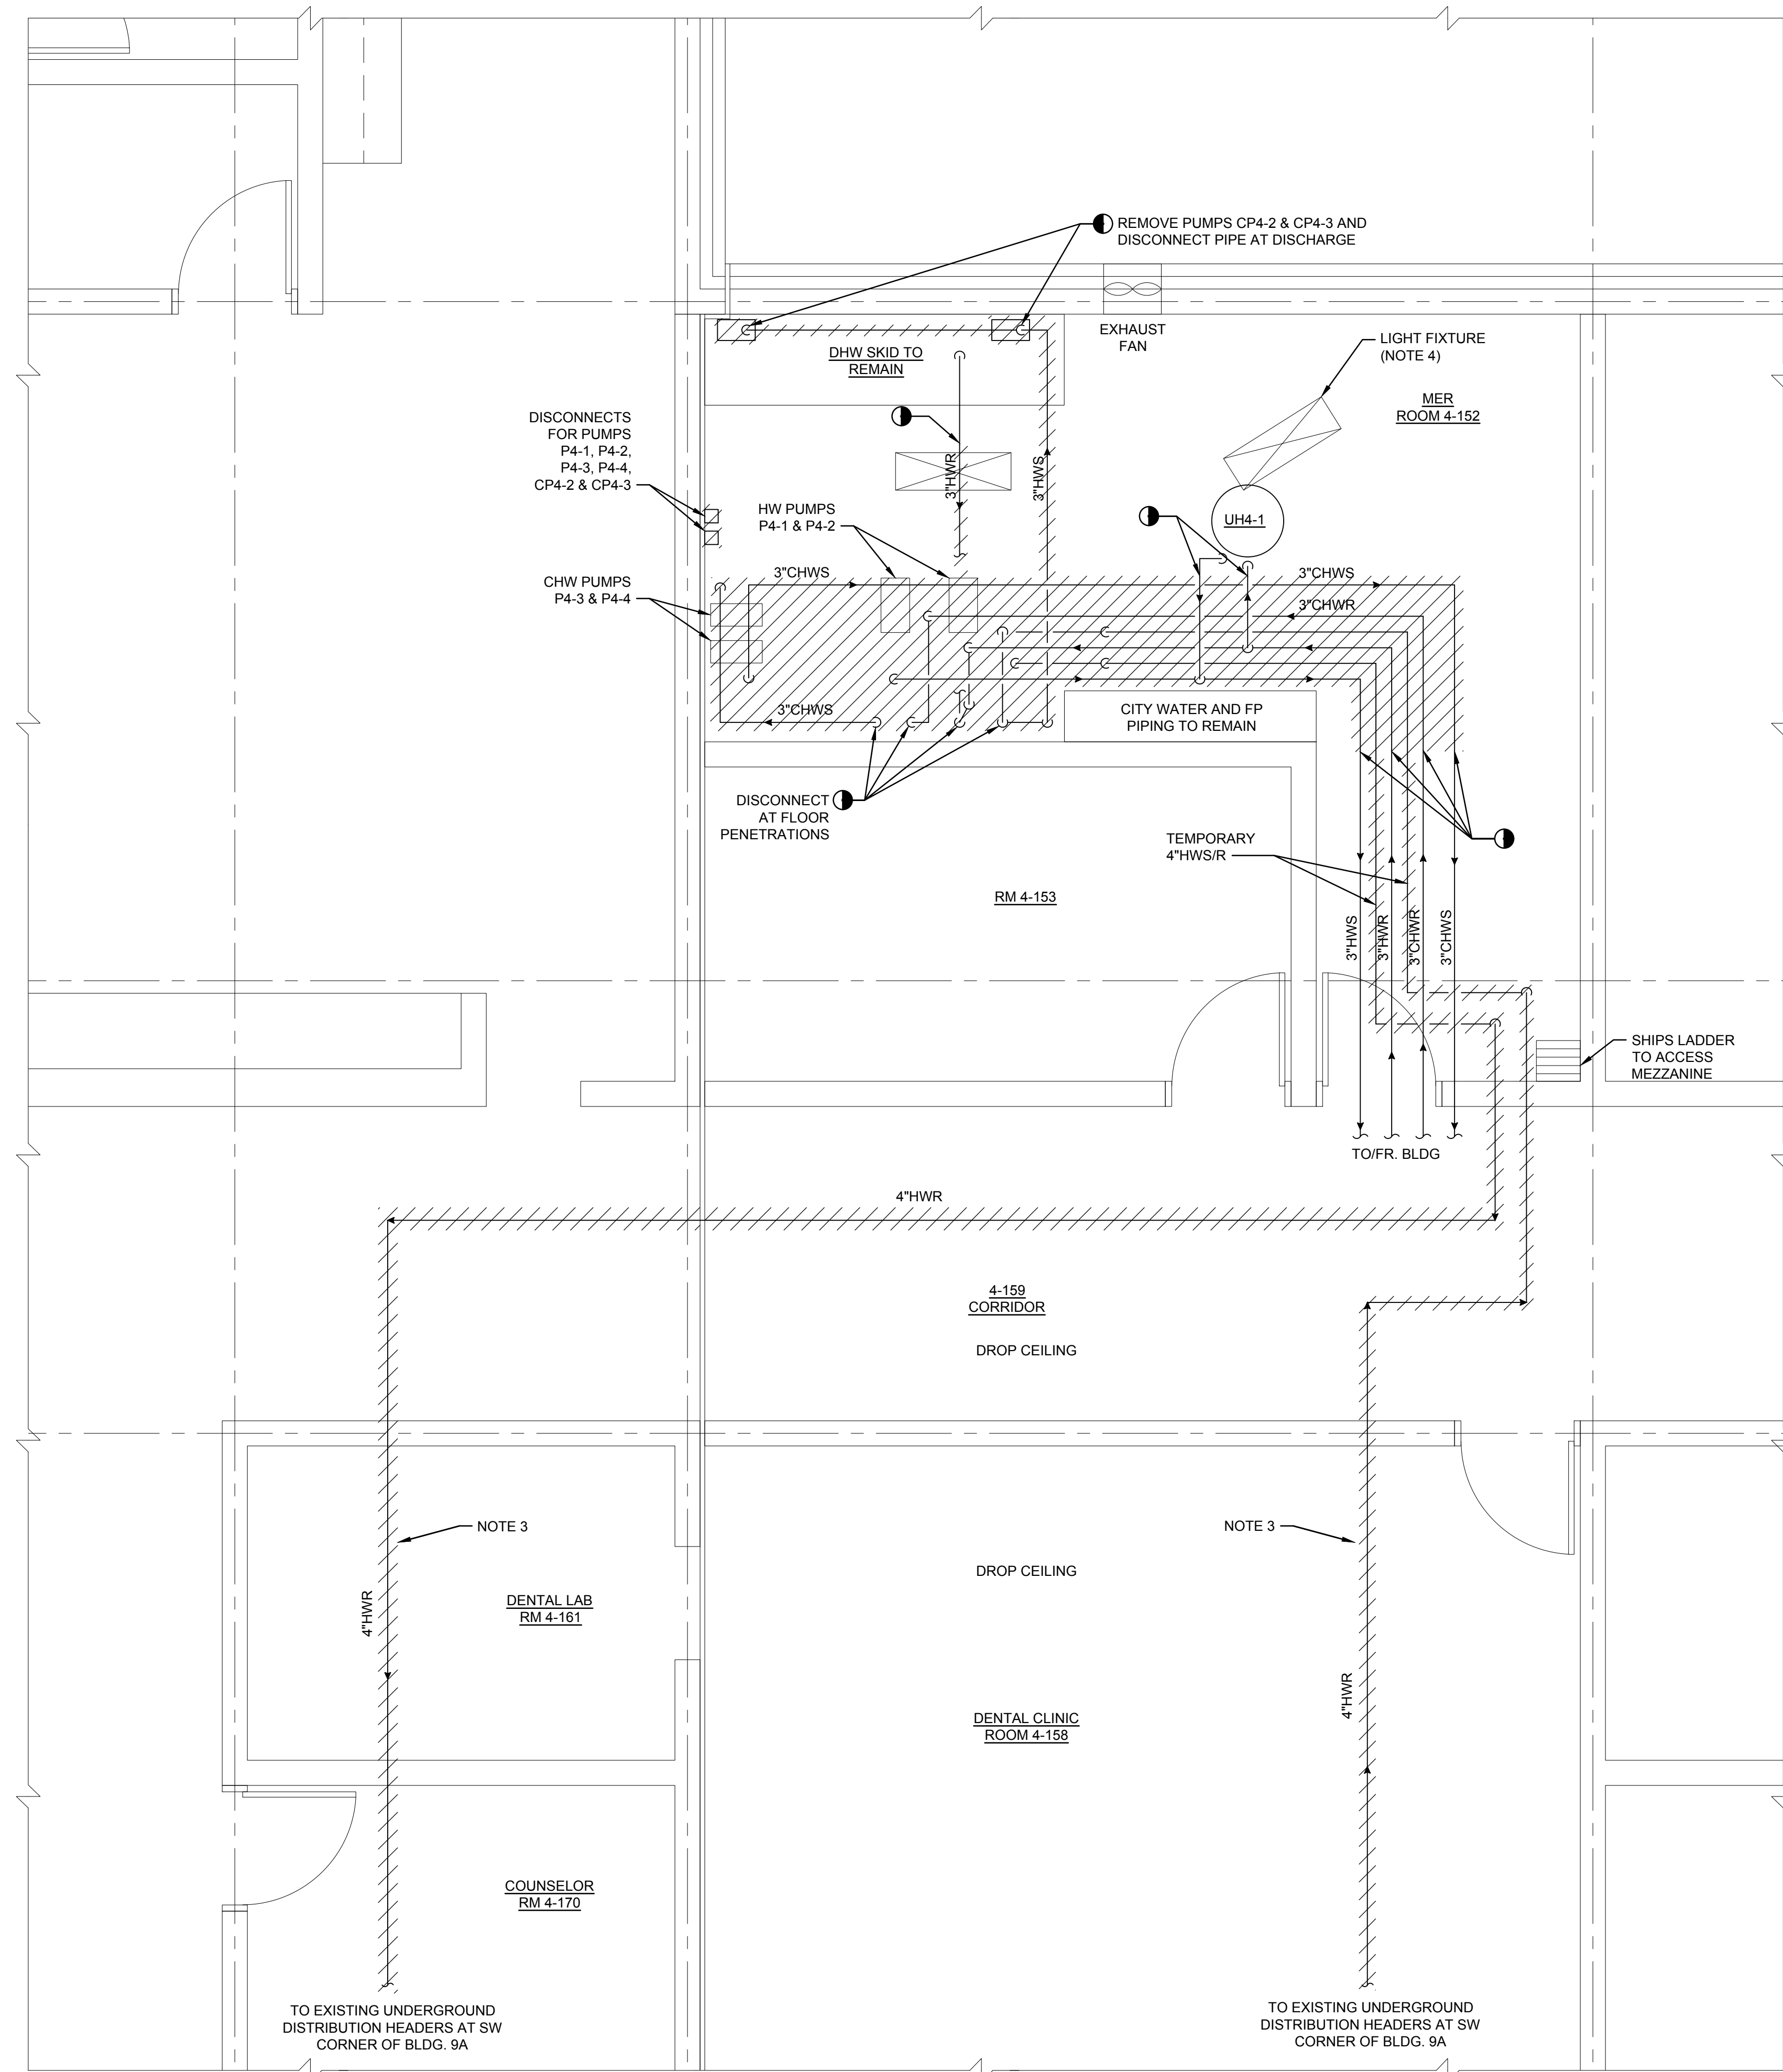 REMOVE PUMPS CP4-2 & CP4-3 AND
DISCONNECT PIPE AT DISCHARGE
EXHAUST
FAN
LIGHT FIXTURE
(NOTE 4)
DHW SKID TO
REMAIN
MER
ROOM 4-152
DISCONNECTS
FOR PUMPS
P4-1, P4-2,
P4-3, P4-4,
CP4-2 & CP4-3
3"HWR
3"HWS
HW PUMPS
P4-1 & P4-2
UH4-1
CHW PUMPS
P4-3 & P4-4
3"CHWS
3"CHWS
3"CHWR
3"CHWS
CITY WATER AND FP
PIPING TO REMAIN
DISCONNECT
AT FLOOR
PENETRATIONS
TEMPORARY
4"HWS/R
RM 4-153
3"HWS
3"HWR
3"CHWR
3"CHWS
SHIPS LADDER
TO ACCESS
MEZZANINE
TO/FR. BLDG
4"HWR
4-159
CORRIDOR
DROP CEILING
NOTE 3
NOTE 3
DROP CEILING
4"HWR
DENTAL LAB
RM 4-161
4"HWR
DENTAL CLINIC
ROOM 4-158
COUNSELOR
RM 4-170
TO EXISTING UNDERGROUND
DISTRIBUTION HEADERS AT SW
CORNER OF BLDG. 9A
TO EXISTING UNDERGROUND
DISTRIBUTION HEADERS AT SW
CORNER OF BLDG. 9A